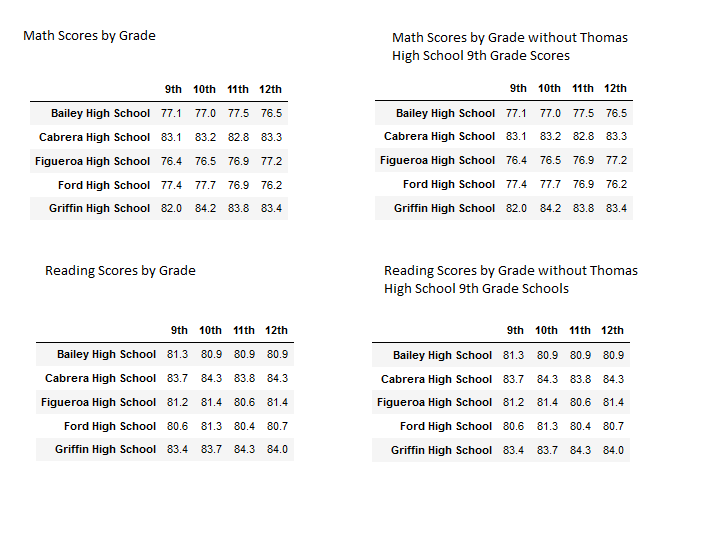 Math Scores by Grade
9th 10th 11th 12th
Bailey High School 77.1 77.0 77.5 76.5
Cabrera High School 83.1 83.2 82.8 83.3
Figueroa High School 76.4 76.5 76.9 77.2
Ford High School 77.4 77.7 76.9 76.2
Griffin High School 82.0 84.2 83.8 83.4
Math Scores by Grade without Thomas
High School 9th Grade Scores
9th 10th 11th 12th
Bailey High School 77.1 77.0 77.5 76.5
Cabrera High School 83.1 83.2 82.8 83.3
Figueroa High School 76.4 76.5 76.9 77.2
Ford High School 77.4 77.7 76.9 76.2
Griffin High School 82.0 84.2 83.8 83.4
Reading Scores by Grade
9th 10th 11th 12th
Bailey High School 81.3 80.9 80.9 80.9
Cabrera High School 83.7 84.3 83.8 84.3
Figueroa High School 81.2 81.4 80.6 81.4
Ford High School 80.6 81.3 80.4 80.7
Griffin High School 83.4 83.7 84.3 84.0
Reading Scores by Grade without Thomas
High School 9th Grade Schools
9th 10th 11th 12th
Bailey High School 81.3 80.9 80.9 80.9
Cabrera High School 83.7 84.3 83.8 84.3
Figueroa High School 81.2 81.4 80.6 81.4
Ford High School 80.6 81.3 80.4 80.7
Griffin High School 83.4 83.7 84.3 84.0